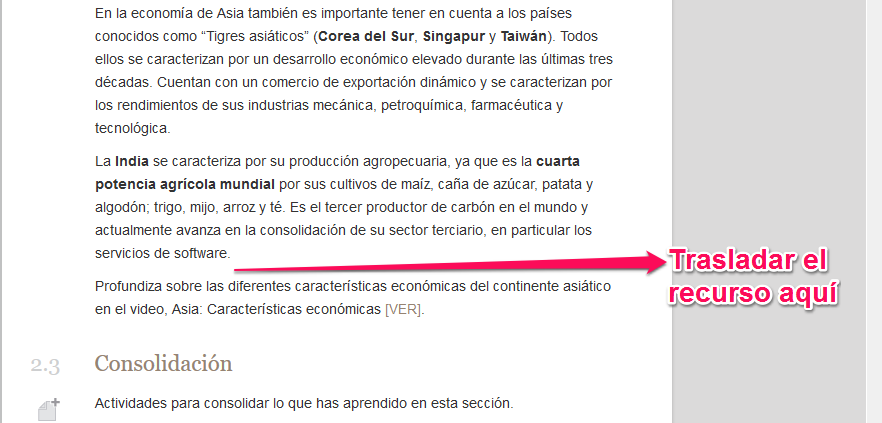 En la economía de Asia también es importante tener en cuenta a los países
conocidos como “Tigres asiáticos” (Corea del Sur, Singapur y Taiwán). Todos
ellos se caracterizan por un desarrollo económico elevado durante las últimas tres
décadas. Cuentan con un comercio de exportación dinámico y se caracterizan por
los rendimientos de sus industrias mecánica, petroquímica, farmacéutica y
tecnológica.
La India se caracteriza por su producción agropecuaria, ya que es la cuarta
potencia agrícola mundial por sus cultivos de maíz, caña de azúcar, patata y
algodón; trigo, mijo, arroz y té. Es el tercer productor de carbón en el mundo y
actualmente avanza en la consolidación de su sector terciario, en particular los
servicios de software.
Trasladar el
recurso aquí
Profundiza sobre las diferentes características económicas del continente asiático
en el video, Asia: Características económicas [VER].
2.3 Consolidación
Actividades para consolidar lo que has aprendido en esta sección.